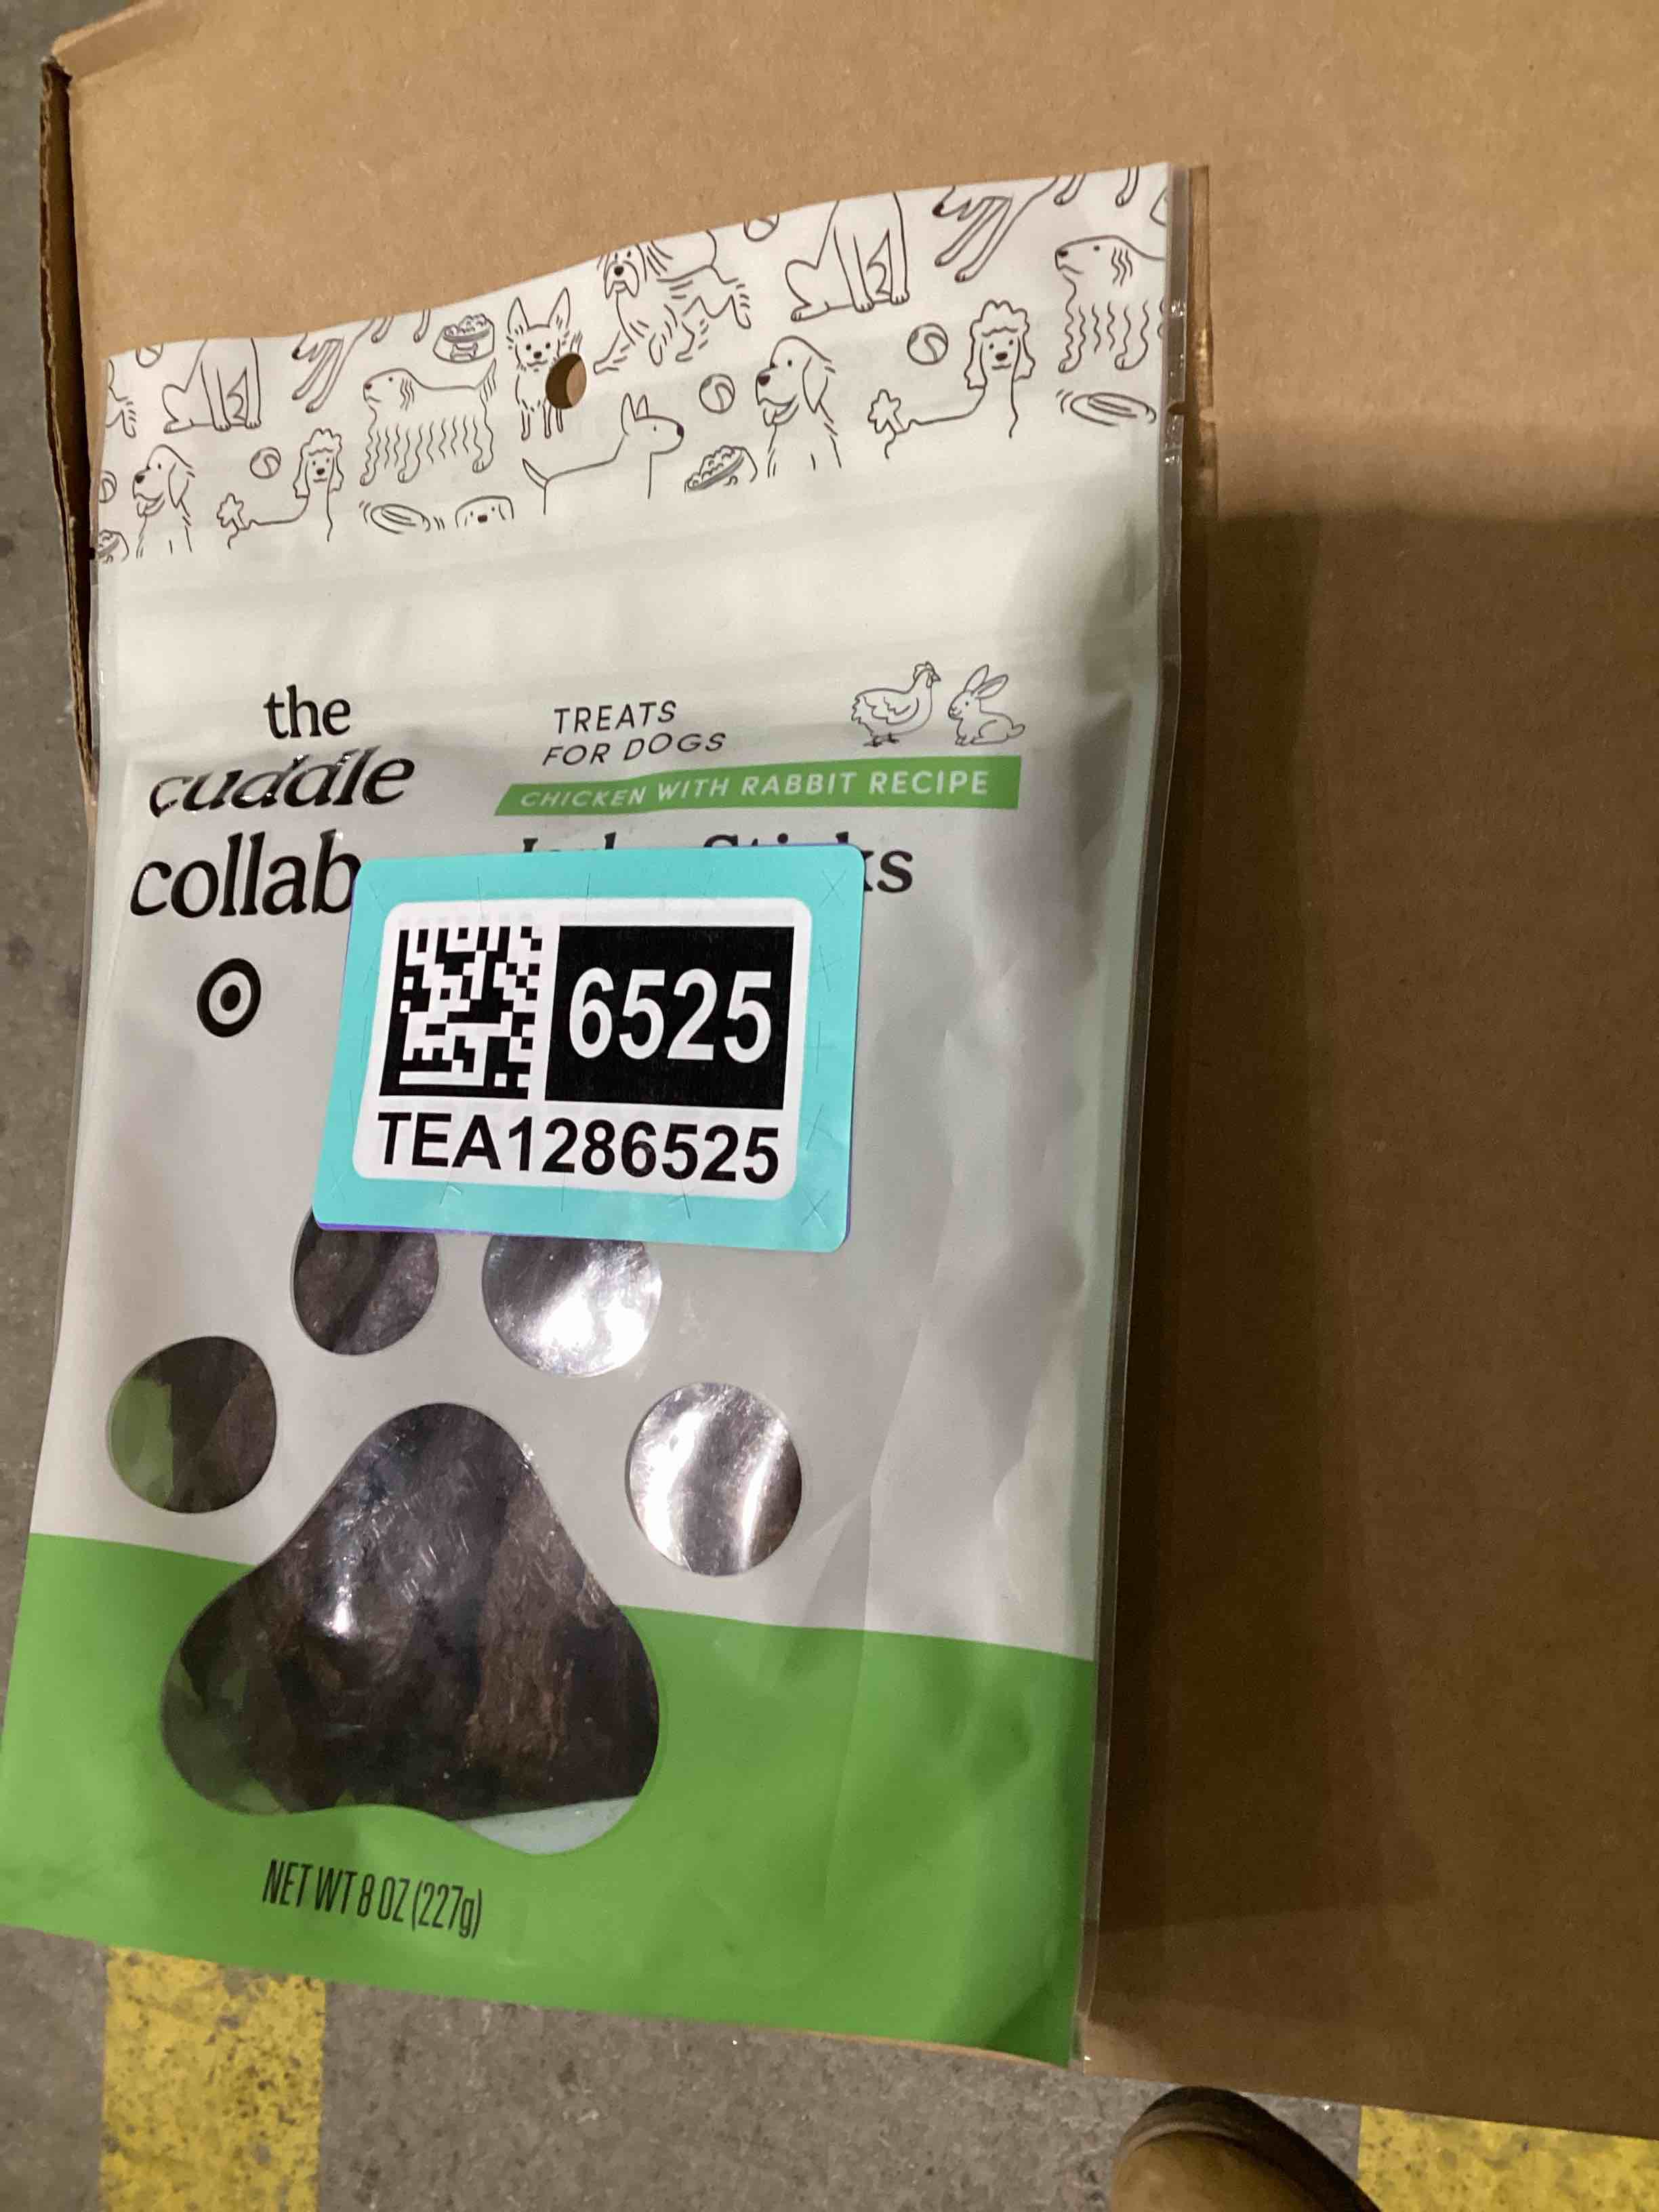 the
cuddle
collab
TREATS
FOR DOGS
CHICKEN WITH RABBIT RECIPE
6525
TEA1286525
NET WT 8 OZ (227g)